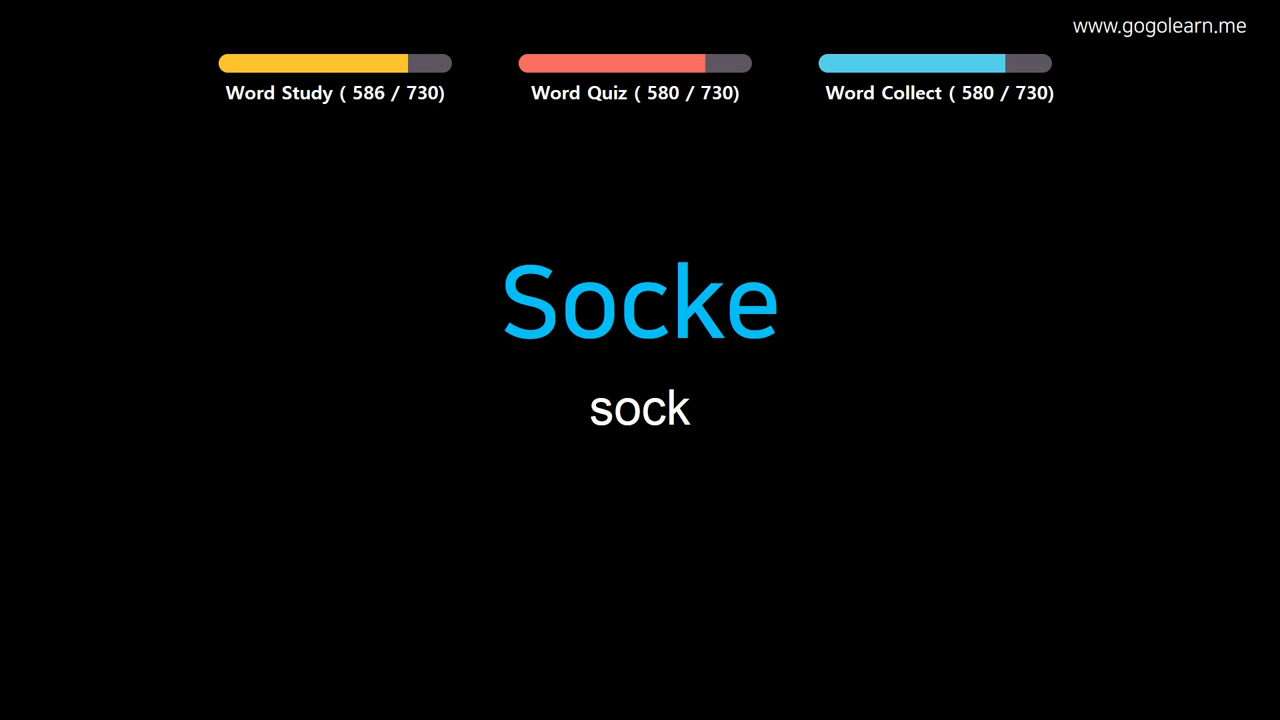 www.gogolearn.me
Word Study ( 586 / 730)
Word Quiz ( 580 / 730)
Word Collect ( 580 / 730)
Socke
sock